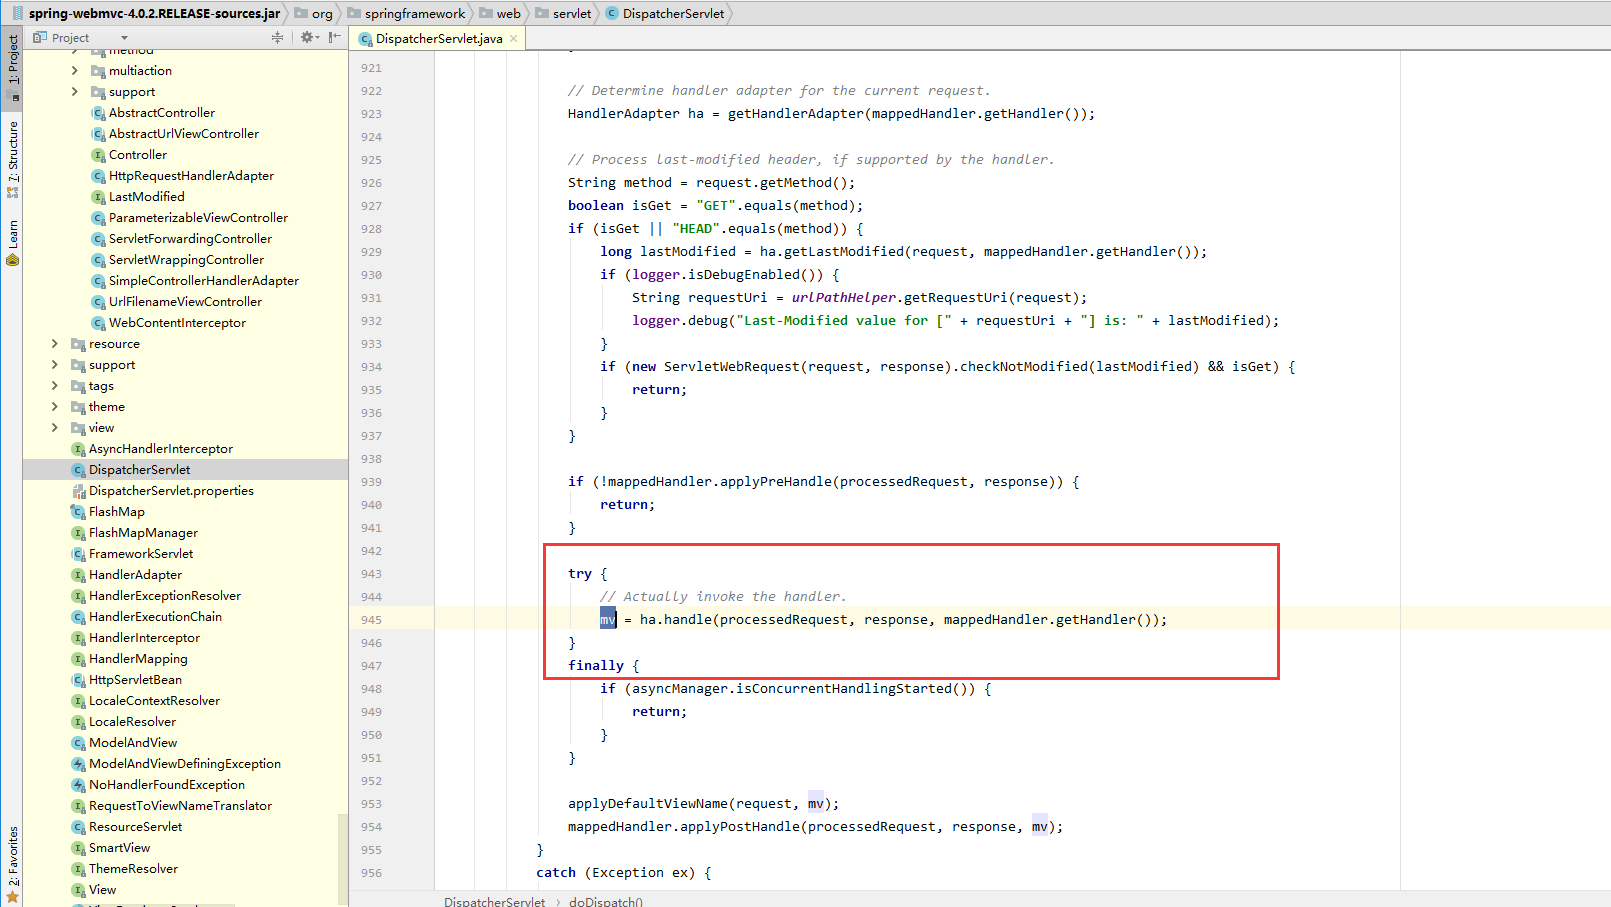 spring-webmvc-4.0.2.RELEASE-sources.jar org springframework web servlet DispatcherServlet
Project
DispatcherServlet.java
1: Project
7: Structure
Learn
2: Favorites
method
multiaction
support
AbstractController
AbstractUrlViewController
Controller
HttpRequestHandlerAdapter
LastModified
ParameterizableViewController
ServletForwardingController
ServletWrappingController
SimpleControllerHandlerAdapter
UrlFilenameViewController
WebContentInterceptor
resource
support
tags
theme
view
AsyncHandlerInterceptor
DispatcherServlet
DispatcherServlet.properties
FlashMap
FlashMapManager
FrameworkServlet
HandlerAdapter
HandlerExceptionResolver
HandlerExecutionChain
HandlerInterceptor
HandlerMapping
HttpServletBean
LocaleContextResolver
LocaleResolver
ModelAndView
ModelAndViewDefiningException
NoHandlerFoundException
RequestToViewNameTranslator
ResourceServlet
SmartView
ThemeResolver
View
921
922 // Determine handler adapter for the current request.
923 HandlerAdapter ha = getHandlerAdapter(mappedHandler.getHandler());
924
925 // Process last-modified header, if supported by the handler.
926 String method = request.getMethod();
927 boolean isGet = "GET".equals(method);
928 if (isGet || "HEAD".equals(method)) {
929 long lastModified = ha.getLastModified(request, mappedHandler.getHandler());
930 if (logger.isDebugEnabled()) {
931 String requestUri = urlPathHelper.getRequestUri(request);
932 logger.debug("Last-Modified value for [" + requestUri + "] is: " + lastModified);
933 }
934 if (new ServletWebRequest(request, response).checkNotModified(lastModified) && isGet) {
935 return;
936 }
937 }
938
939 if (!mappedHandler.applyPreHandle(processedRequest, response)) {
940 return;
941 }
942
943 try {
944 // Actually invoke the handler.
945 mv = ha.handle(processedRequest, response, mappedHandler.getHandler());
946 }
947 finally {
948 if (asyncManager.isConcurrentHandlingStarted()) {
949 return;
950 }
951 }
952
953 applyDefaultViewName(request, mv);
954 mappedHandler.applyPostHandle(processedRequest, response, mv);
955 }
956 catch (Exception ex) {
DispatcherServlet doDispatch()